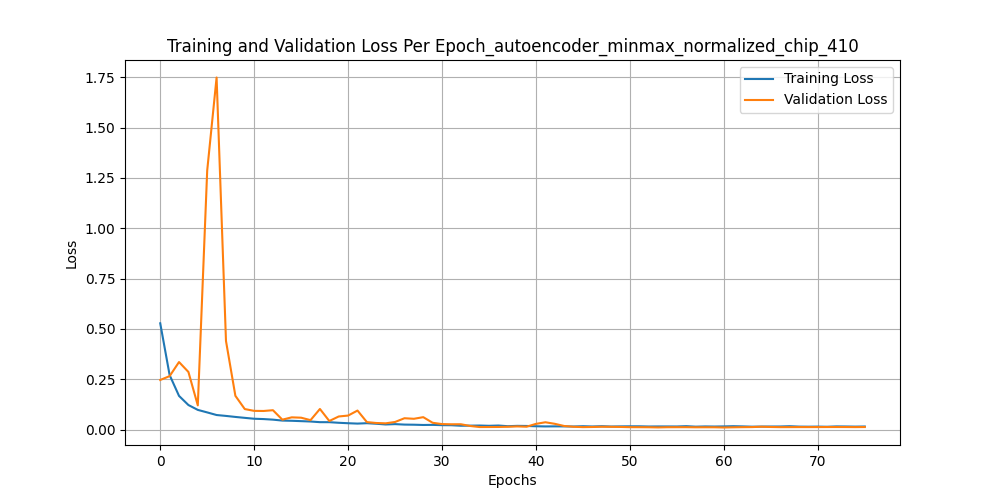 Training and Validation Loss Per Epoch_autoencoder_minmax_normalized_chip_410
Training Loss
Validation Loss
1.75
1.50
1.25
1.00
0.75
0.50
0.25
0.00
Loss
0 10 20 30 40 50 60 70
Epochs